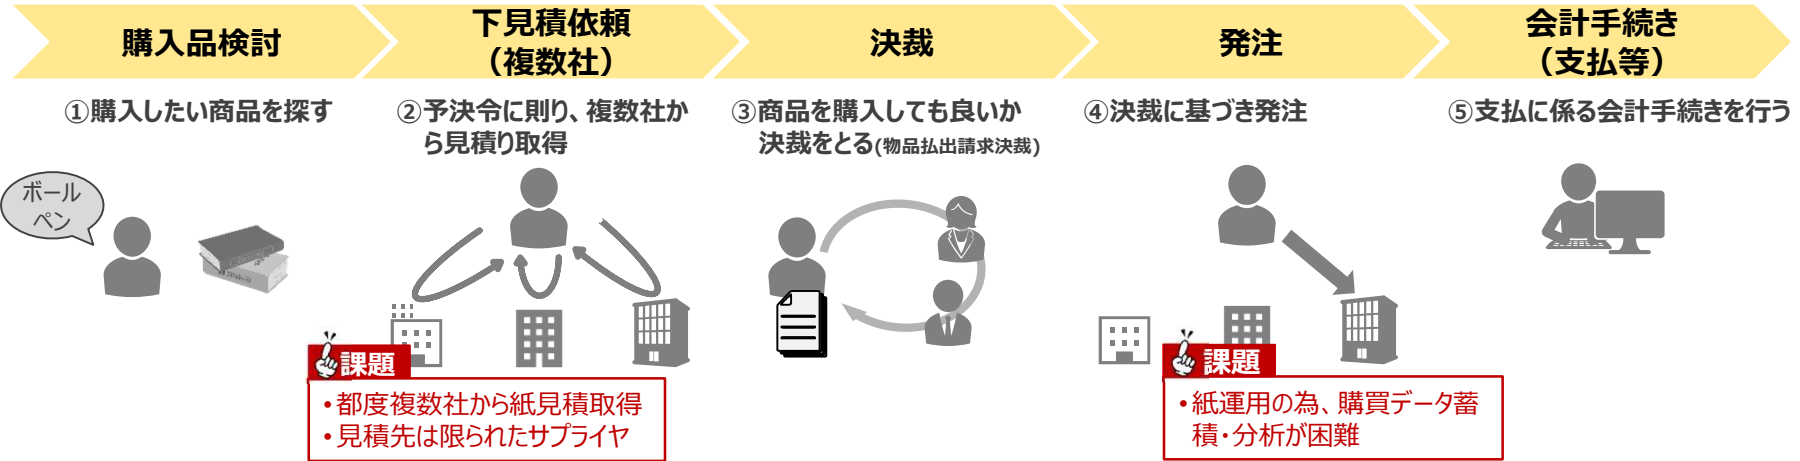 購入品検討
下見積依頼
（複数社）
決裁
発注
会計手続き
（支払等）
①購入したい商品を探す
②予決令に則り、複数社か
ら見積り取得
③商品を購入しても良いか
決裁をとる(物品払出請求決裁)
④決裁に基づき発注
⑤支払に係る会計手続きを行う
ボール
ペン
課題
・都度複数社から紙見積取得
・見積先は限られたサプライヤ
課題
・紙運用の為、購買データ蓄
積・分析が困難